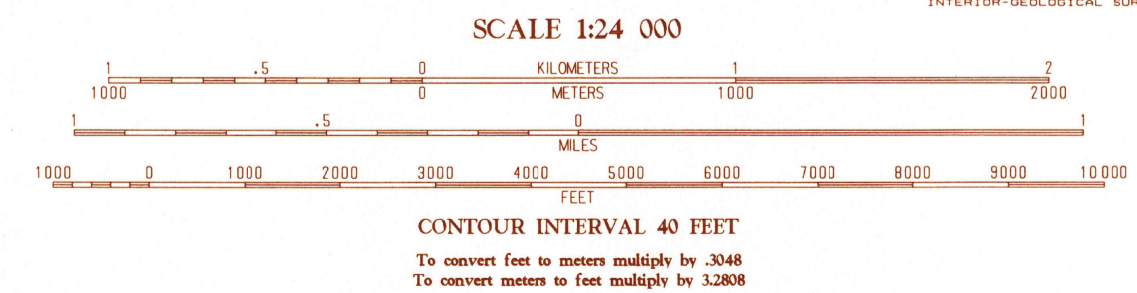 INTERIOR-GEOLOGICAL SUR
SCALE 1:24 000
1 .5 0 KILOMETERS 1 2
1000 0 METERS 1000 2000
1 .5 0 1
MILES
1000 0 1000 2000 3000 4000 5000 6000 7000 8000 9000 10 000
FEET
CONTOUR INTERVAL 40 FEET
To convert feet to meters multiply by .3048
To convert meters to feet multiply by 3.2808